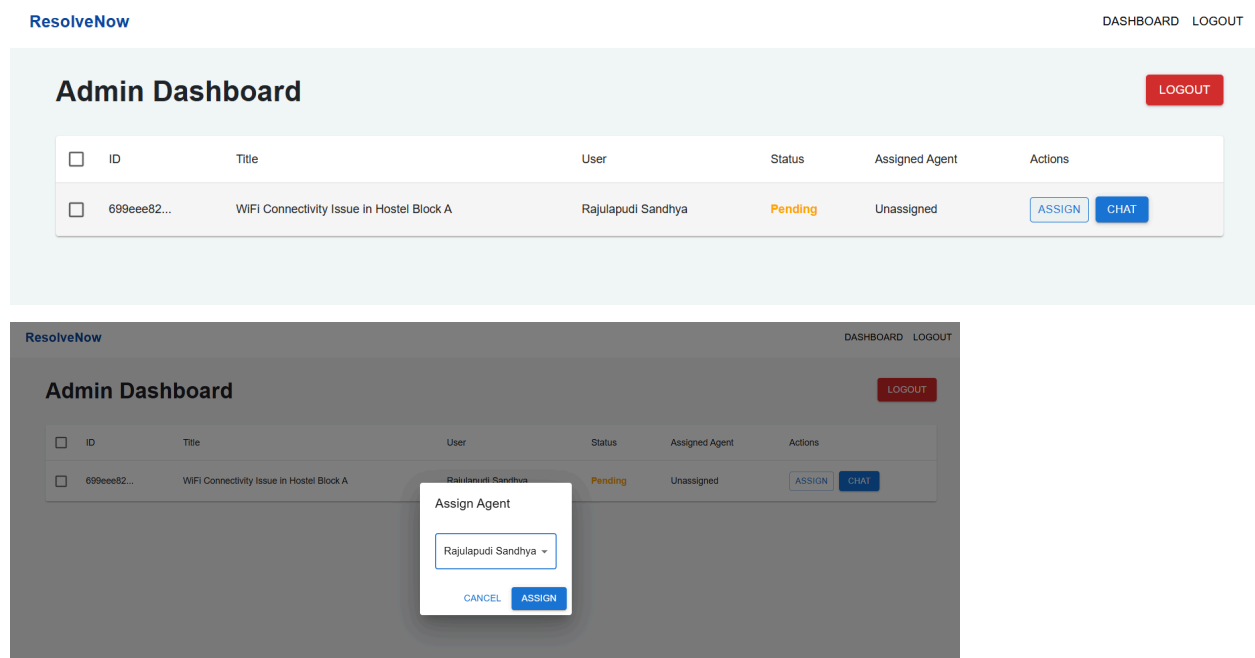 ResolveNow DASHBOARD LOGOUT
Admin Dashboard LOGOUT
ID Title User Status Assigned Agent Actions
699eee82... WiFi Connectivity Issue in Hostel Block A Rajulapudi Sandhya Pending Unassigned ASSIGN CHAT
ResolveNow DASHBOARD LOGOUT
Admin Dashboard LOGOUT
ID Title User Status Assigned Agent Actions
699eee82... WiFi Connectivity Issue in Hostel Block A Rajulapudi Sandhya Pending Unassigned ASSIGN CHAT
Assign Agent
Rajulapudi Sandhya
CANCEL ASSIGN